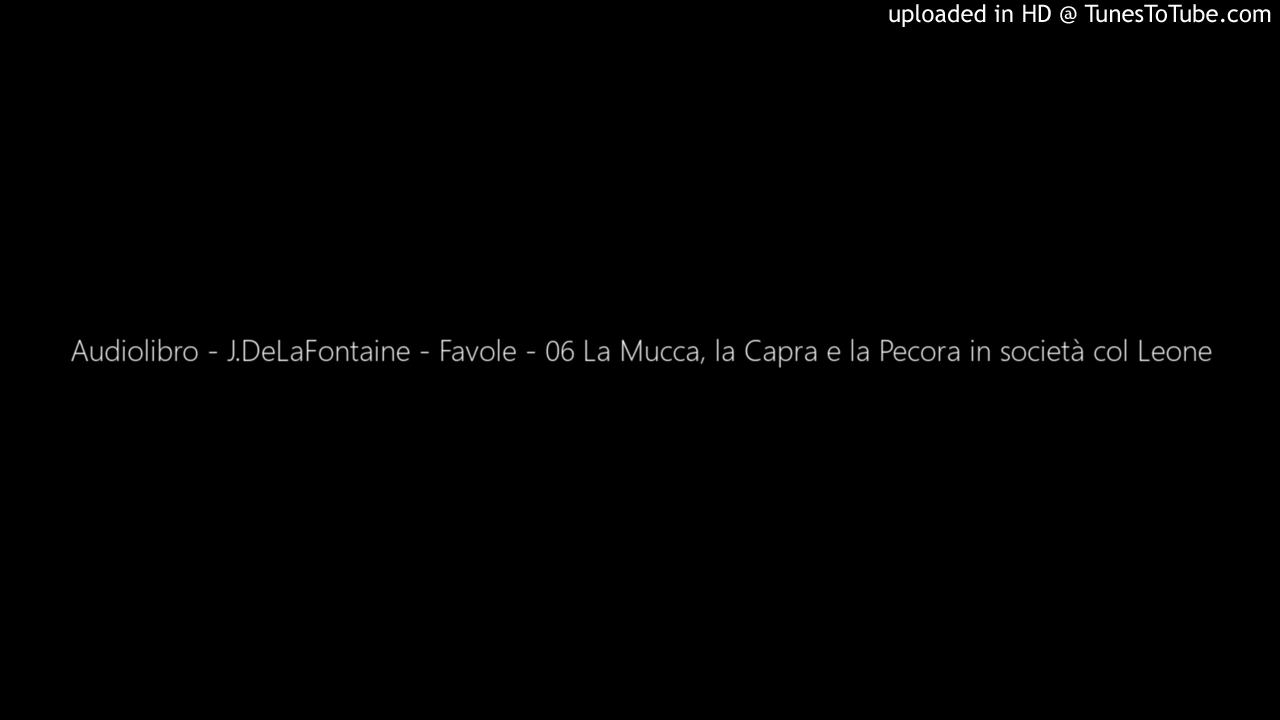 uploaded in HD @ TunesToTube.com
Audiolibro - J.DeLaFontaine - Favole - 06 La Mucca, la Capra e la Pecora in società col Leone